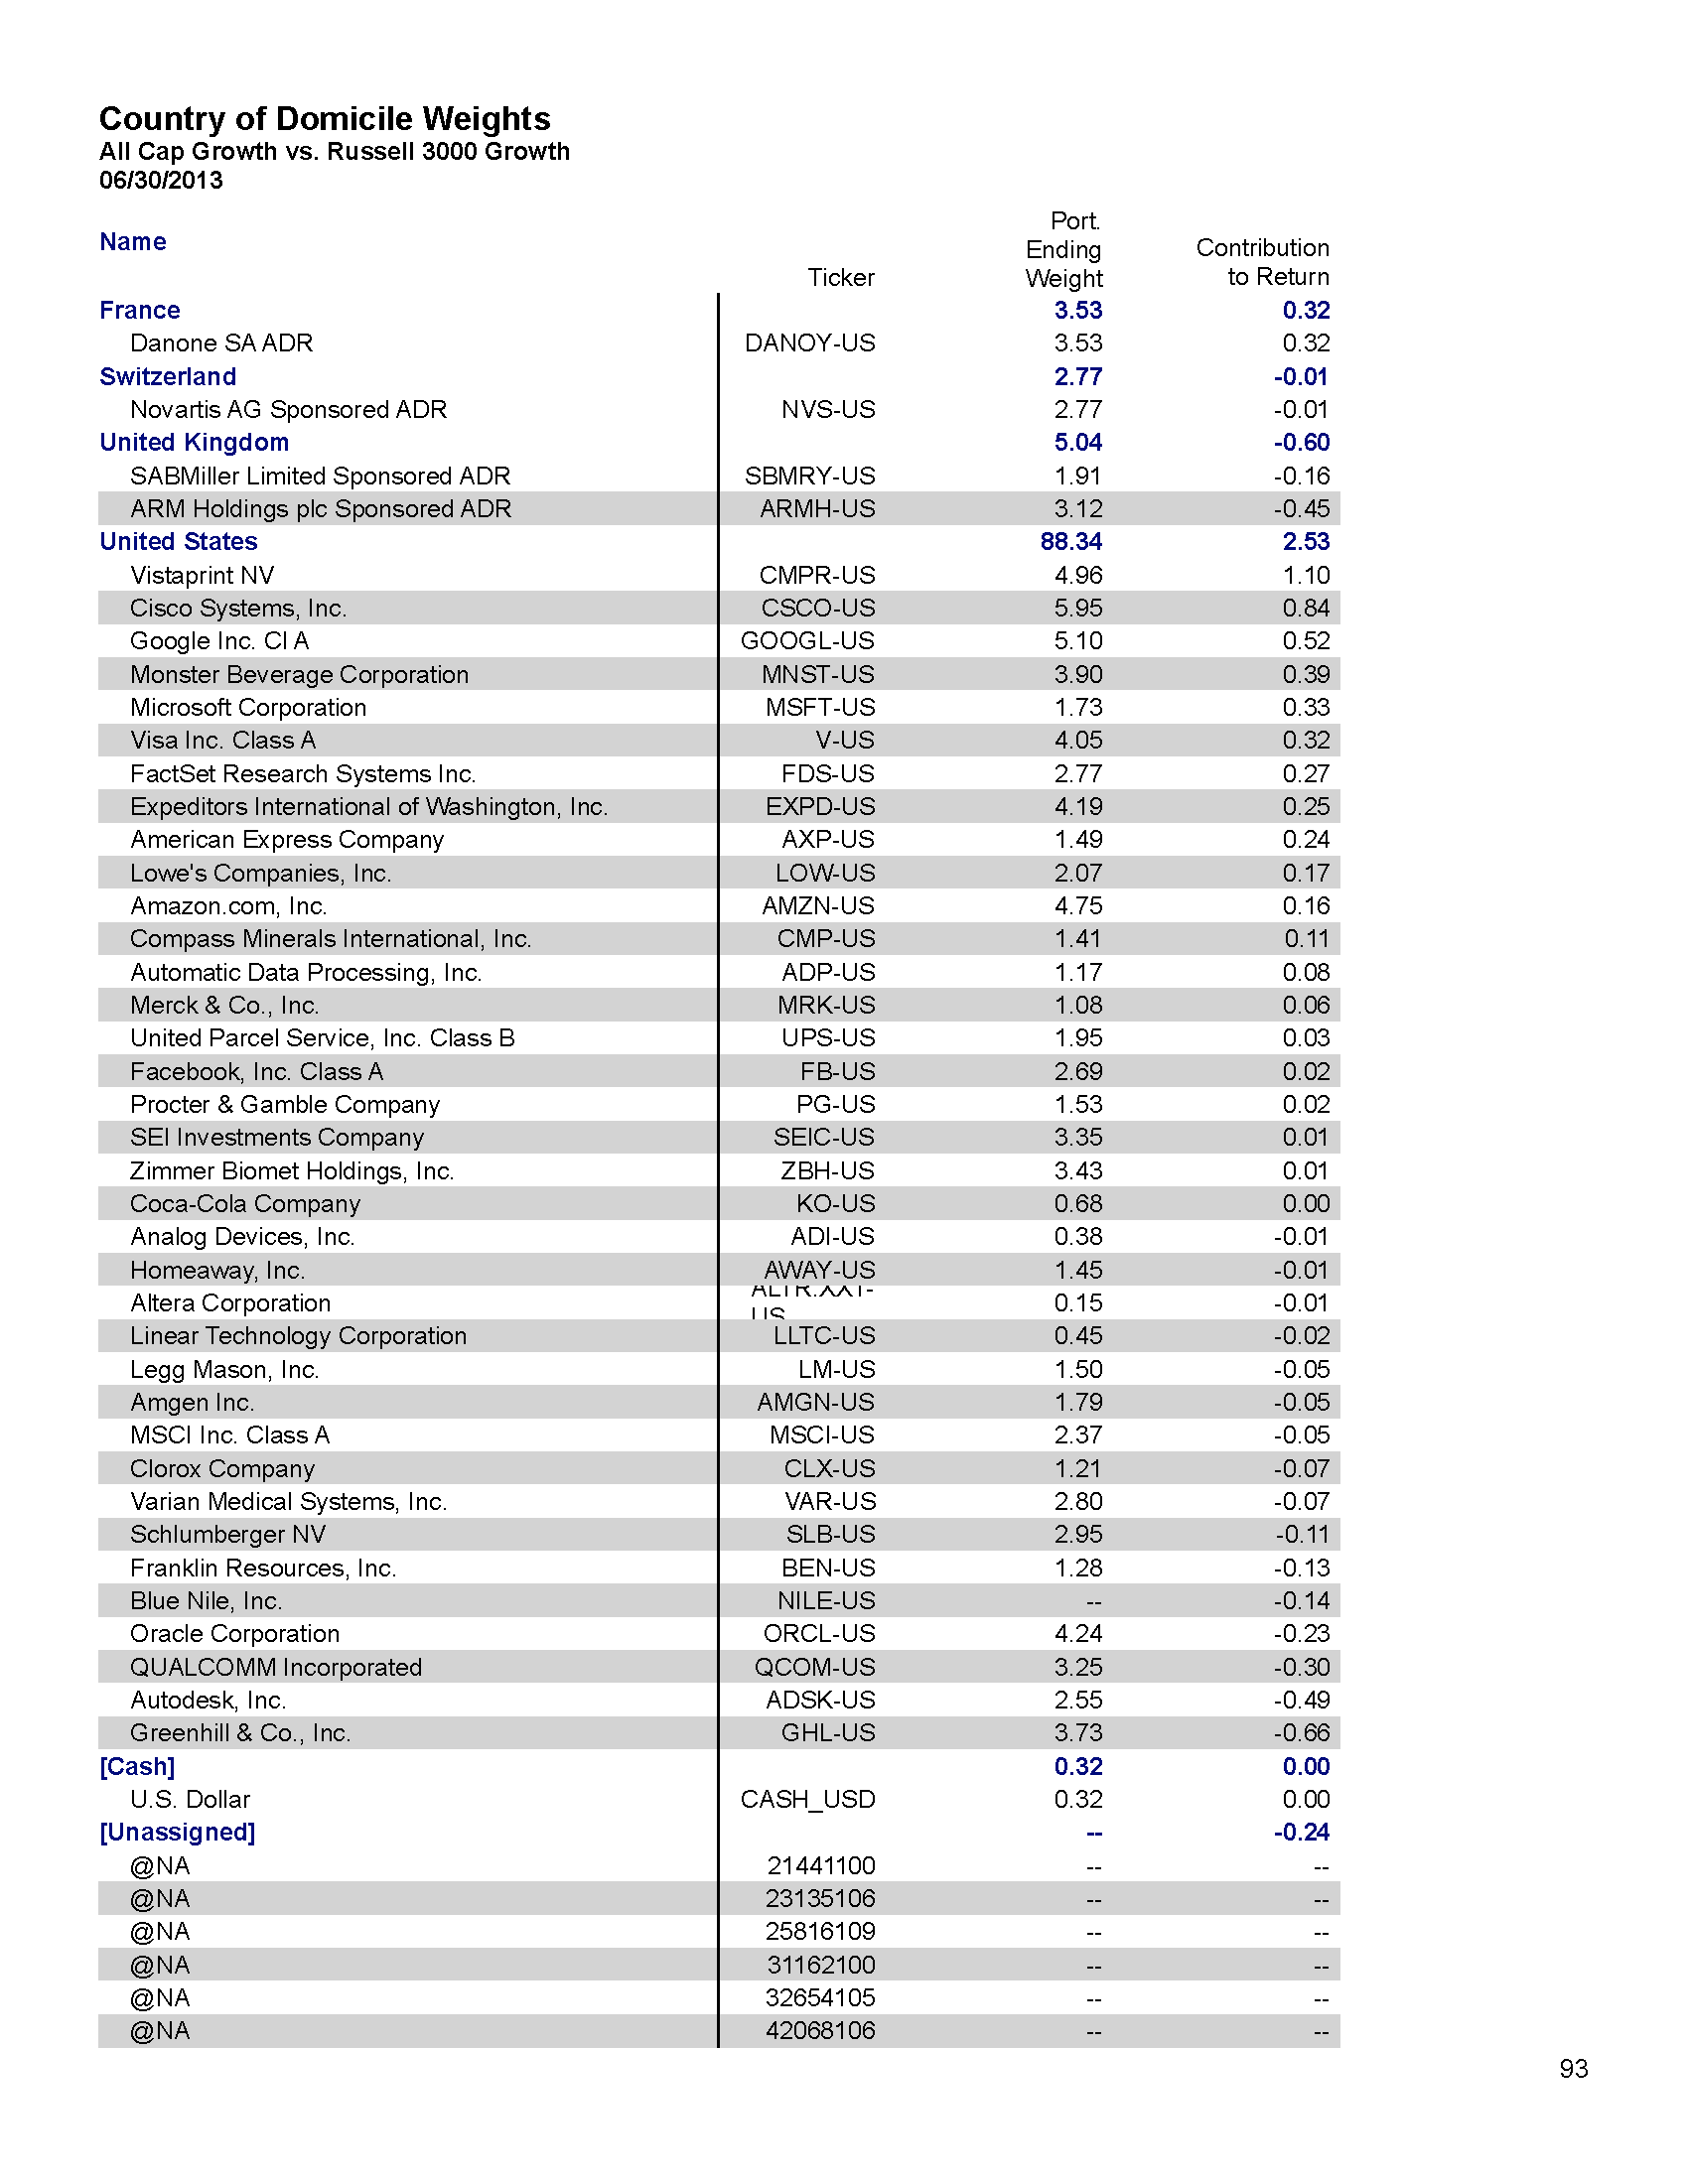 Country of Domicile Weights
All Cap Growth vs. Russell 3000 Growth
06/30/2013
Name Ticker Port. Ending Weight Contribution to Return
France 3.53 0.32
Danone SA ADR DANOY-US 3.53 0.32
Switzerland 2.77 -0.01
Novartis AG Sponsored ADR NVS-US 2.77 -0.01
United Kingdom 5.04 -0.60
SABMiller Limited Sponsored ADR SBMRY-US 1.91 -0.16
ARM Holdings plc Sponsored ADR ARMH-US 3.12 -0.45
United States 88.34 2.53
Vistaprint NV CMPR-US 4.96 1.10
Cisco Systems, Inc. CSCO-US 5.95 0.84
Google Inc. Cl A GOOGL-US 5.10 0.52
Monster Beverage Corporation MNST-US 3.90 0.39
Microsoft Corporation MSFT-US 1.73 0.33
Visa Inc. Class A V-US 4.05 0.32
FactSet Research Systems Inc. FDS-US 2.77 0.27
Expeditors International of Washington, Inc. EXPD-US 4.19 0.25
American Express Company AXP-US 1.49 0.24
Lowe's Companies, Inc. LOW-US 2.07 0.17
Amazon.com, Inc. AMZN-US 4.75 0.16
Compass Minerals International, Inc. CMP-US 1.41 0.11
Automatic Data Processing, Inc. ADP-US 1.17 0.08
Merck & Co., Inc. MRK-US 1.08 0.06
United Parcel Service, Inc. Class B UPS-US 1.95 0.03
Facebook, Inc. Class A FB-US 2.69 0.02
Procter & Gamble Company PG-US 1.53 0.02
SEI Investments Company SEIC-US 3.35 0.01
Zimmer Biomet Holdings, Inc. ZBH-US 3.43 0.01
Coca-Cola Company KO-US 0.68 0.00
Analog Devices, Inc. ADI-US 0.38 -0.01
Homeaway, Inc. AWAY-US 1.45 -0.01
Altera Corporation 0.15 -0.01
Linear Technology Corporation LLTC-US 0.45 -0.02
Legg Mason, Inc. LM-US 1.50 -0.05
Amgen Inc. AMGN-US 1.79 -0.05
MSCI Inc. Class A MSCI-US 2.37 -0.05
Clorox Company CLX-US 1.21 -0.07
Varian Medical Systems, Inc. VAR-US 2.80 -0.07
Schlumberger NV SLB-US 2.95 -0.11
Franklin Resources, Inc. BEN-US 1.28 -0.13
Blue Nile, Inc. NILE-US -- -0.14
Oracle Corporation ORCL-US 4.24 -0.23
QUALCOMM Incorporated QCOM-US 3.25 -0.30
Autodesk, Inc. ADSK-US 2.55 -0.49
Greenhill & Co., Inc. GHL-US 3.73 -0.66
[Cash] 0.32 0.00
U.S. Dollar CASH_USD 0.32 0.00
[Unassigned] -- -0.24
@NA 21441100 -- --
@NA 23135106 -- --
@NA 25816109 -- --
@NA 31162100 -- --
@NA 32654105 -- --
@NA 42068106 -- --
93